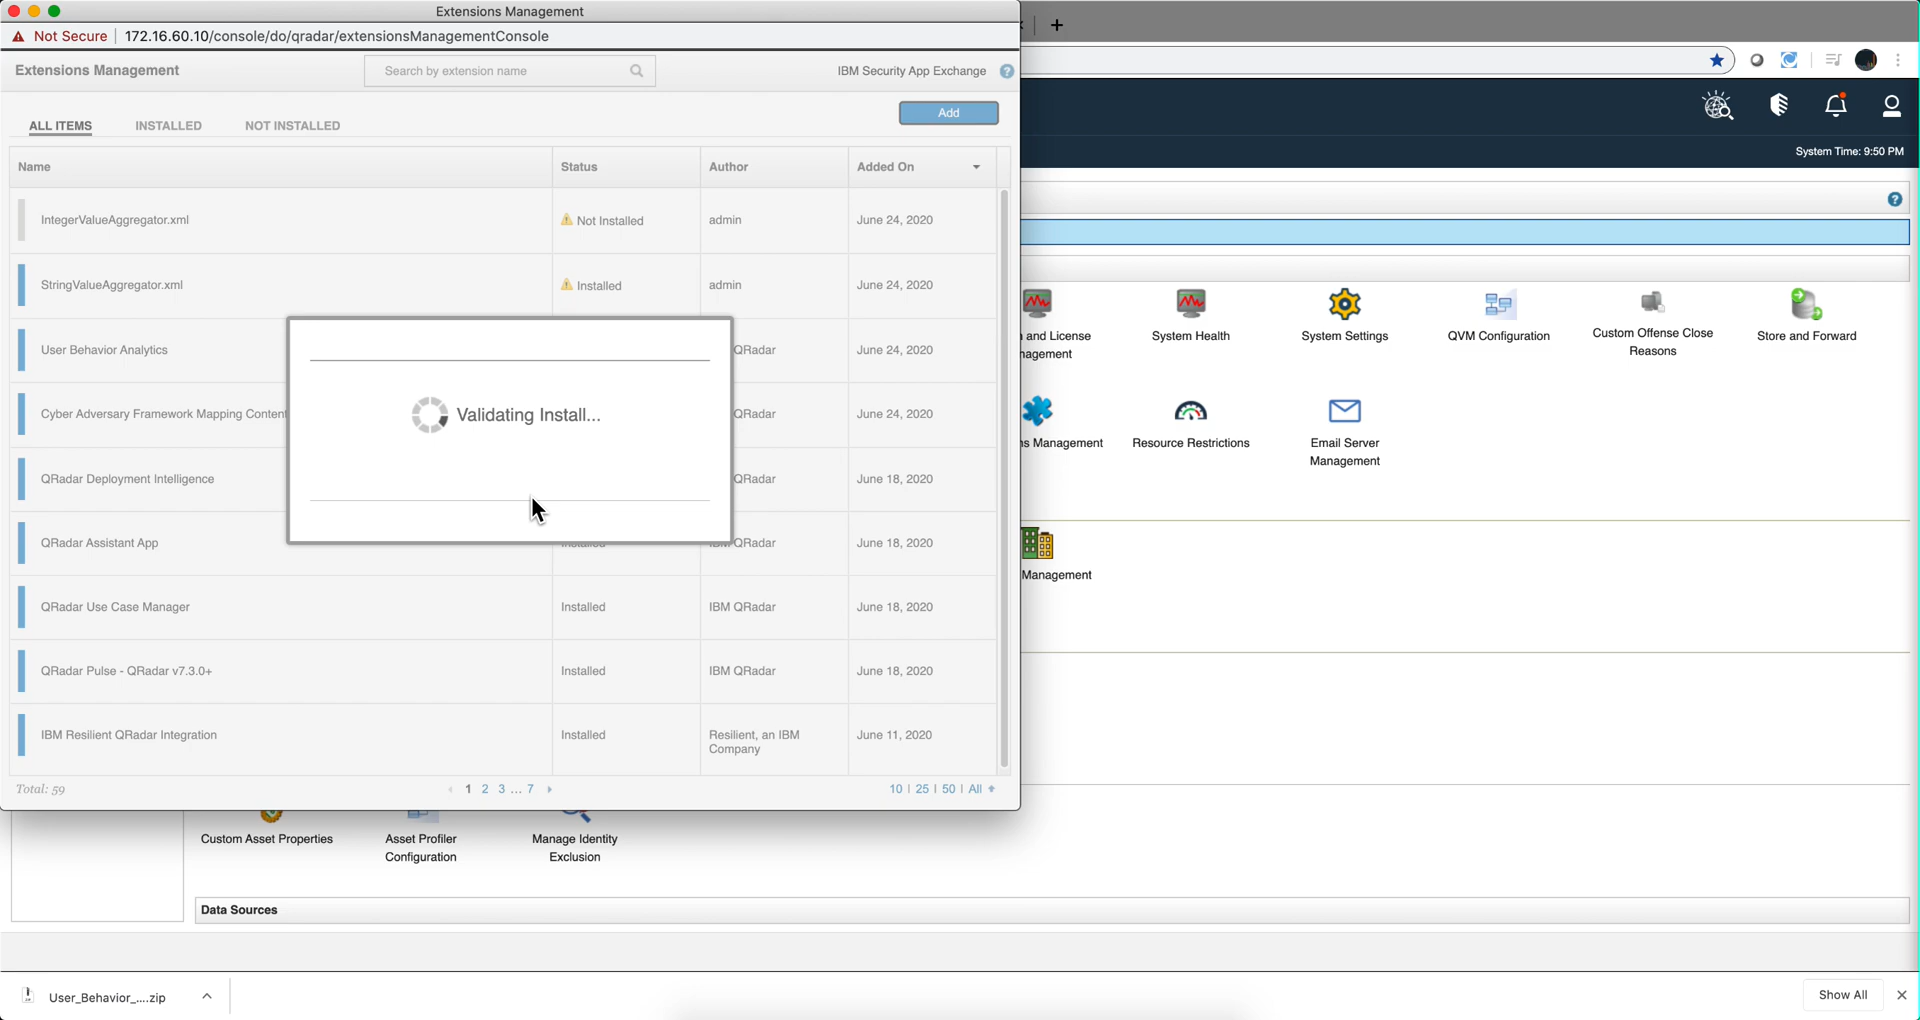 Extensions Management
Not Secure | 172.16.60.10/console/do/qradar/extensionsManagementConsole
Extensions Management
Search by extension name
IBM Security App Exchange
Add
ALL ITEMS INSTALLED NOT INSTALLED
Name Status Author Added On
IntegerValueAggregator.xml Not Installed admin June 24, 2020
StringValueAggregator.xml Installed admin June 24, 2020
User Behavior Analytics QRadar June 24, 2020
Cyber Adversary Framework Mapping Content QRadar June 24, 2020
Validating Install...
QRadar Deployment Intelligence QRadar June 18, 2020
QRadar Assistant App QRadar June 18, 2020
QRadar Use Case Manager Installed IBM QRadar June 18, 2020
QRadar Pulse - QRadar v7.3.0+ Installed IBM QRadar June 18, 2020
IBM Resilient QRadar Integration Installed Resilient, an IBM Company June 11, 2020
Total: 59
1 2 3 ... 7
10 | 25 | 50 | All
System Time: 9:50 PM
and License
System Health
System Settings
QVM Configuration
Custom Offense Close
Reasons
Store and Forward
s Management
Resource Restrictions
Email Server
Management
Management
Custom Asset Properties
Asset Profiler
Configuration
Manage Identity
Exclusion
Data Sources
User_Behavior_....zip
Show All